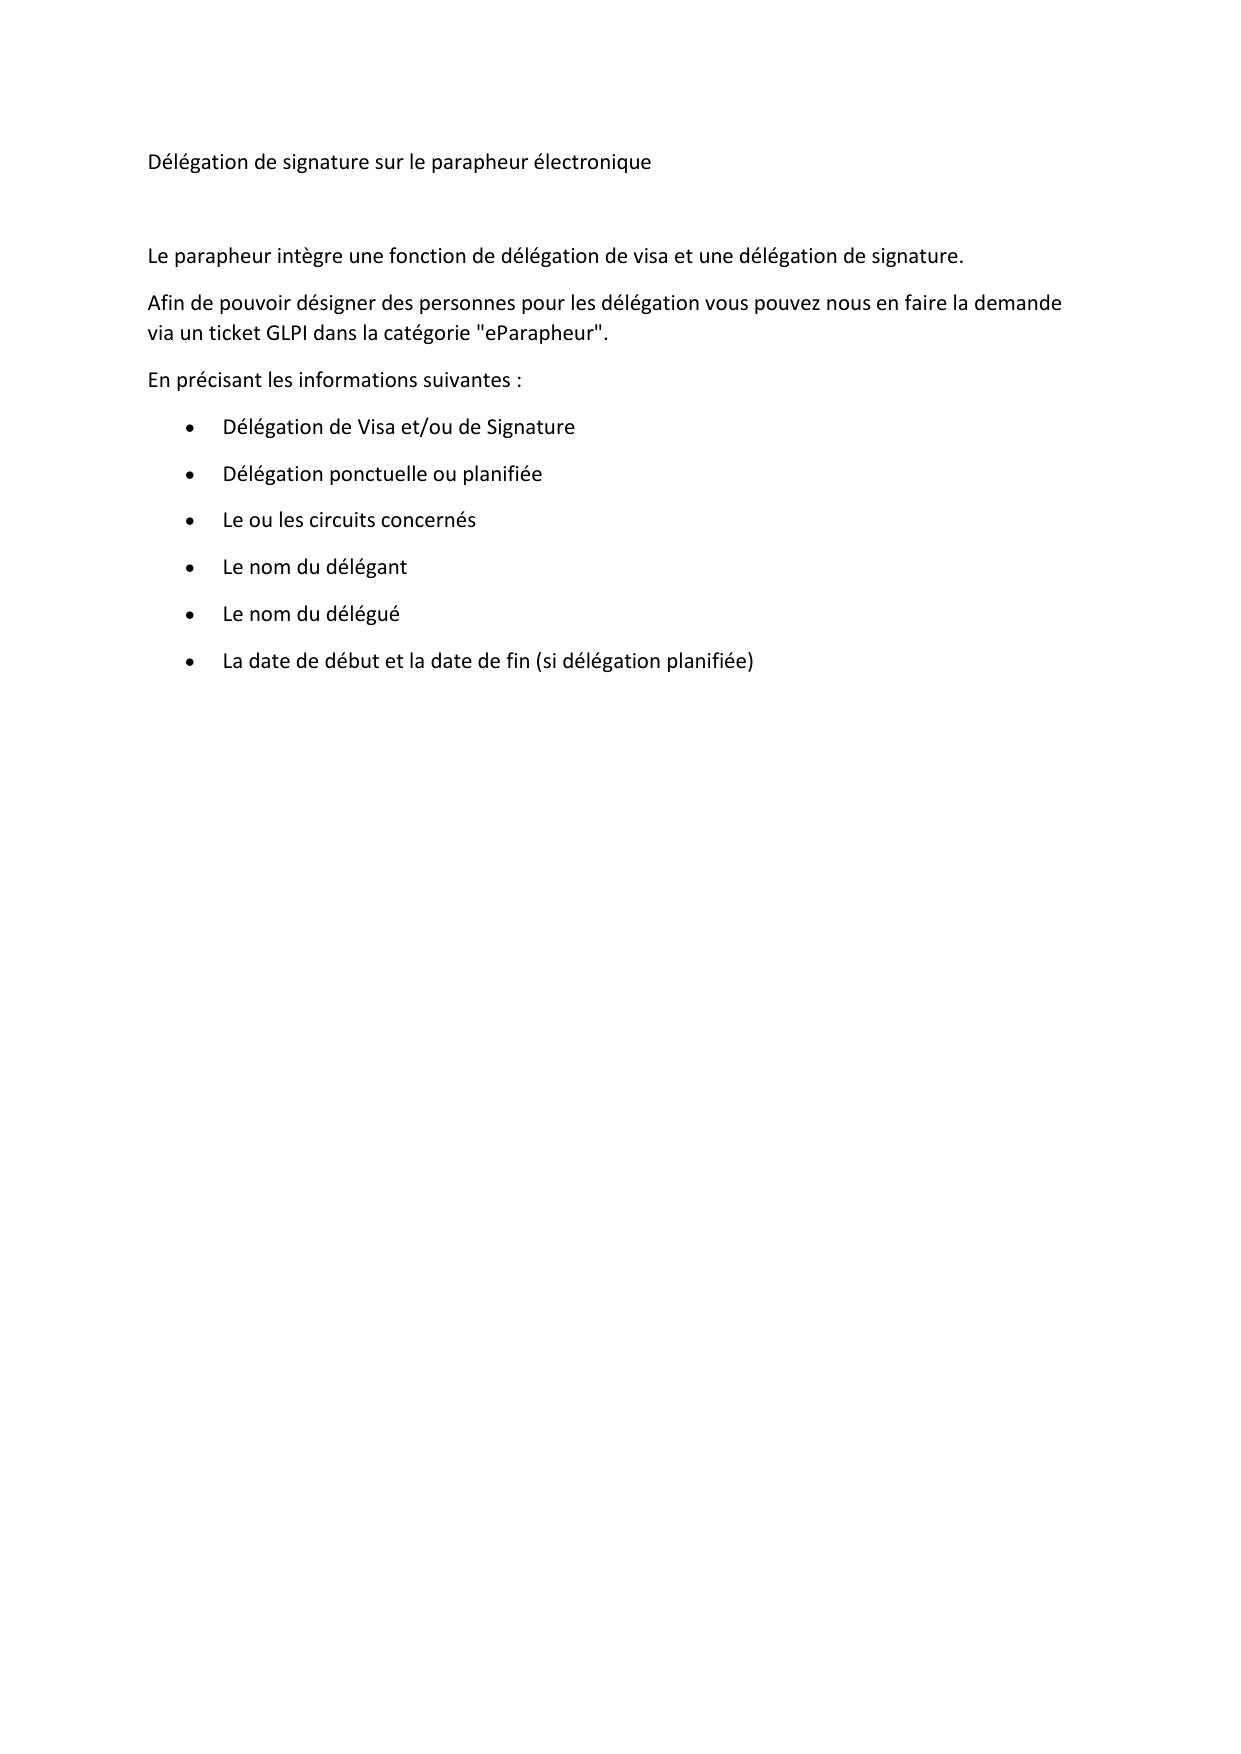 Délégation de signature sur le parapheur électronique
Le parapheur intègre une fonction de délégation de visa et une délégation de signature.
Afin de pouvoir désigner des personnes pour les délégation vous pouvez nous en faire la demande
via un ticket GLPI dans la catégorie "eParapheur".
En précisant les informations suivantes :
• Délégation de Visa et/ou de Signature
• Délégation ponctuelle ou planifiée
• Le ou les circuits concernés
• Le nom du délégant
• Le nom du délégué
• La date de début et la date de fin (si délégation planifiée)